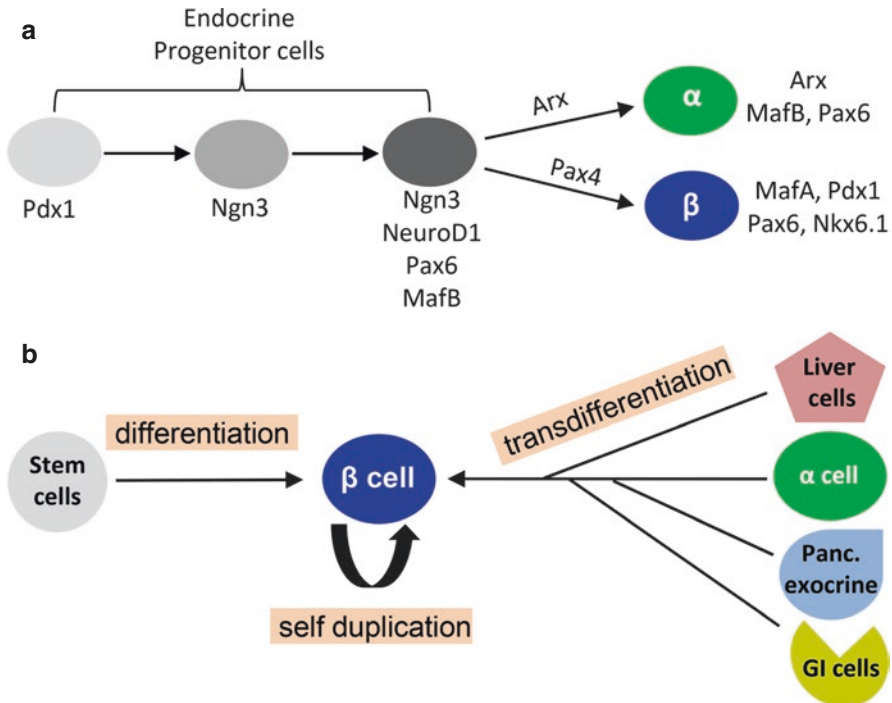 a
Endocrine
Progenitor cells
Pdx1
Ngn3
Ngn3
NeuroD1
Pax6
MafB
Arx
Pax4
α
Arx
MafB, Pax6
β
MafA, Pdx1
Pax6, Nkx6.1
b
Stem
cells
differentiation
β cell
self duplication
transdifferentiation
Liver
cells
α cell
Panc.
exocrine
GI cells